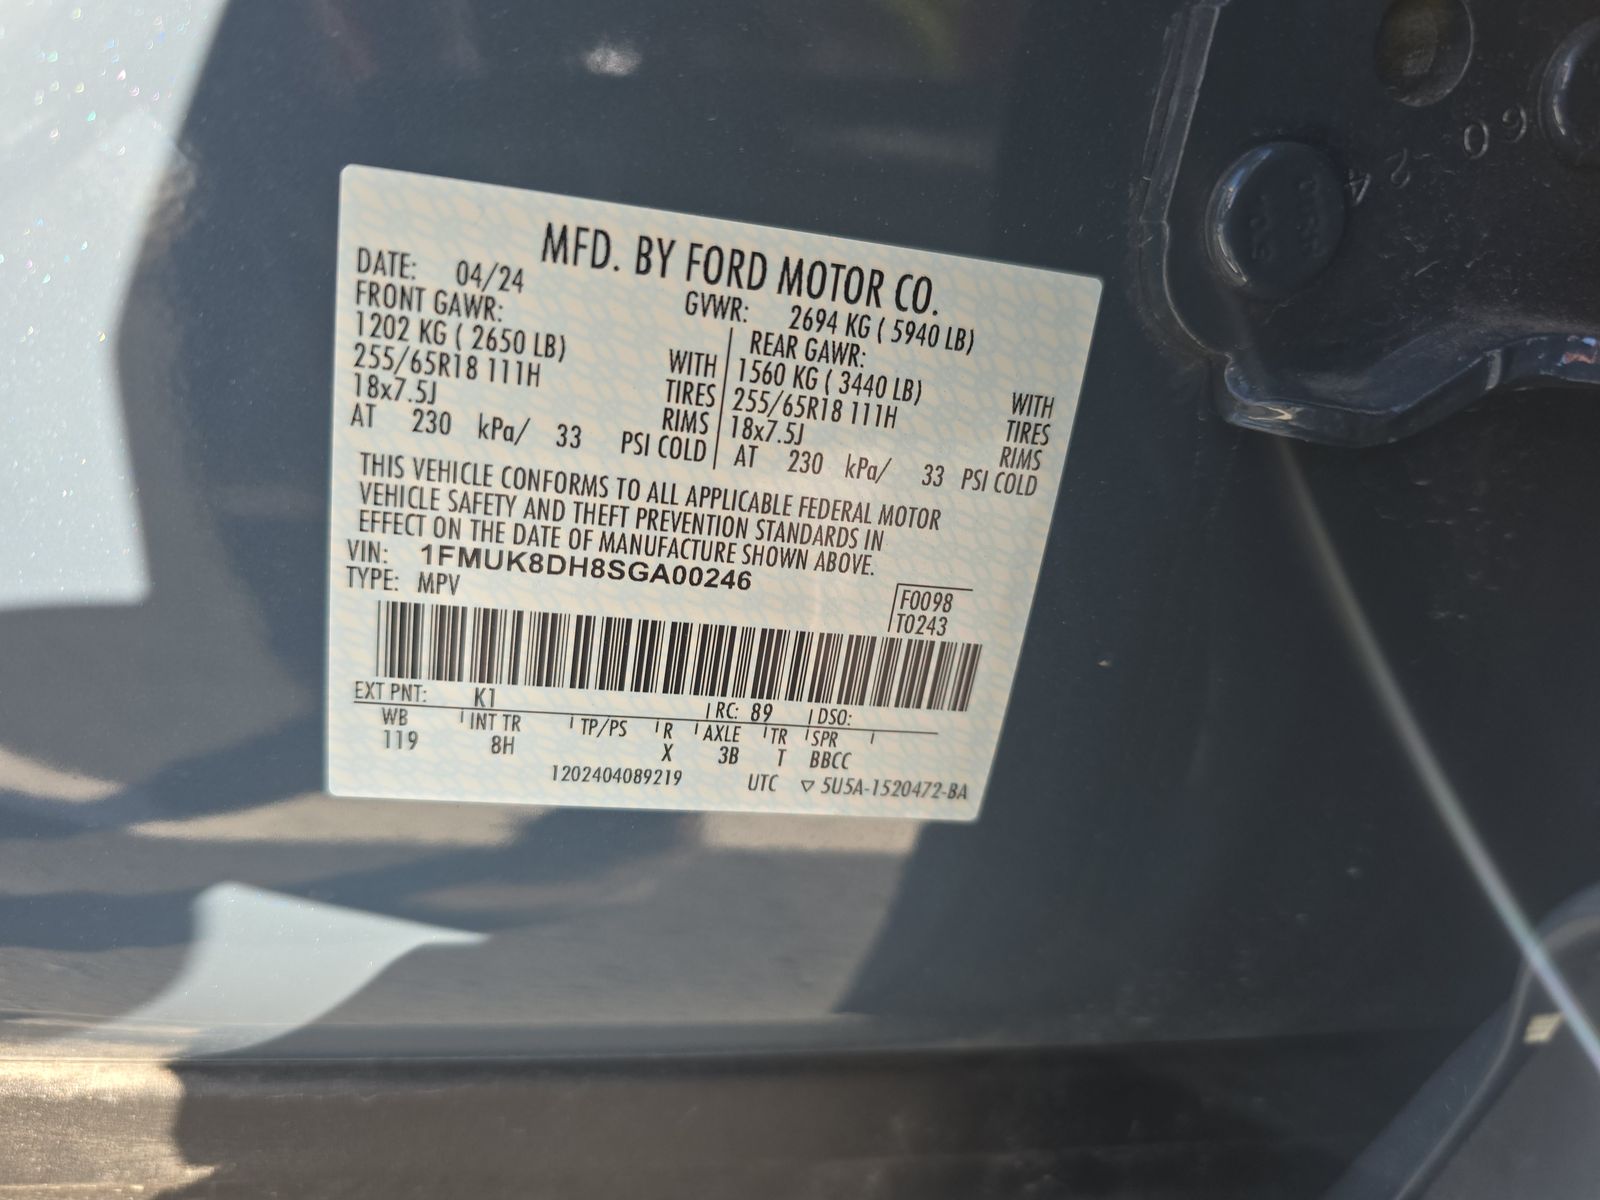 MFD. BY FORD MOTOR CO.
DATE: 04/24 GVWR: 2694 KG ( 5940 LB)
FRONT GAWR: REAR GAWR:
1202 KG ( 2650 LB) WITH 1560 KG ( 3440 LB) WITH
255/65R18 111H TIRES 255/65R18 111H TIRES
18x7.5J RIMS 18x7.5J RIMS
AT 230 kPa/ 33 PSI COLD AT 230 kPa/ 33 PSI COLD
THIS VEHICLE CONFORMS TO ALL APPLICABLE FEDERAL MOTOR
VEHICLE SAFETY AND THEFT PREVENTION STANDARDS IN
EFFECT ON THE DATE OF MANUFACTURE SHOWN ABOVE.
VIN: 1FMUK8DH8SGA00246
TYPE: MPV
F0098
T0243
EXT PNT: K1 RC: 89 DSO:
WB INT TR TP/PS R AXLE TR SPR
119 8H X 3B T BBCC
1202404089219 UTC ▽ 5U5A-1520472-BA